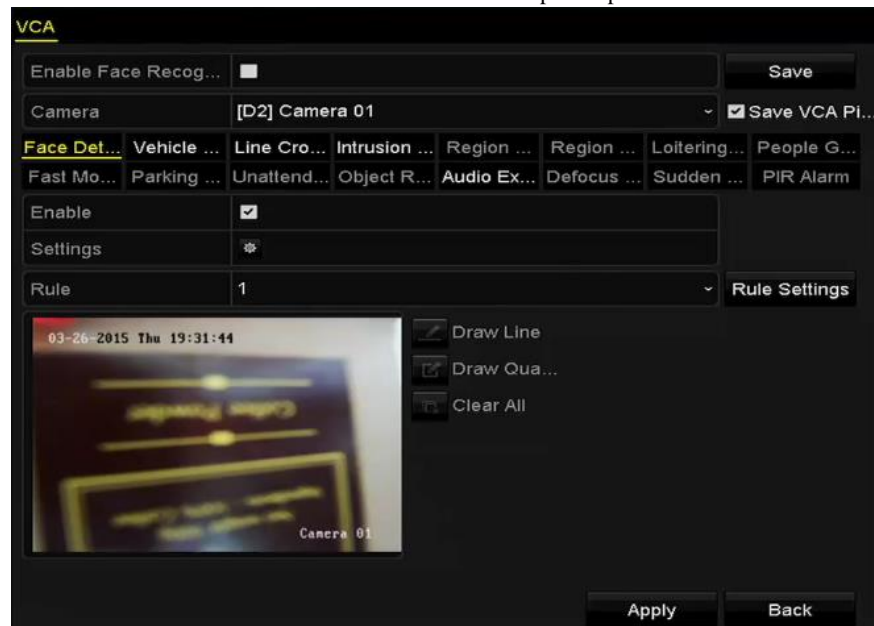 VCA
Enable Face Recog...
Save
Camera [D2] Camera 01
Save VCA Pi...
Face Det... Vehicle ... Line Cro... Intrusion ... Region ... Region ... Loitering... People G...
Fast Mo... Parking ... Unattend... Object R... Audio Ex... Defocus ... Sudden ... PIR Alarm
Enable
Settings
Rule 1
Rule Settings
03-26-2015 Thu 19:31:44
Draw Line
Draw Qua...
Clear All
Camera 01
Apply Back